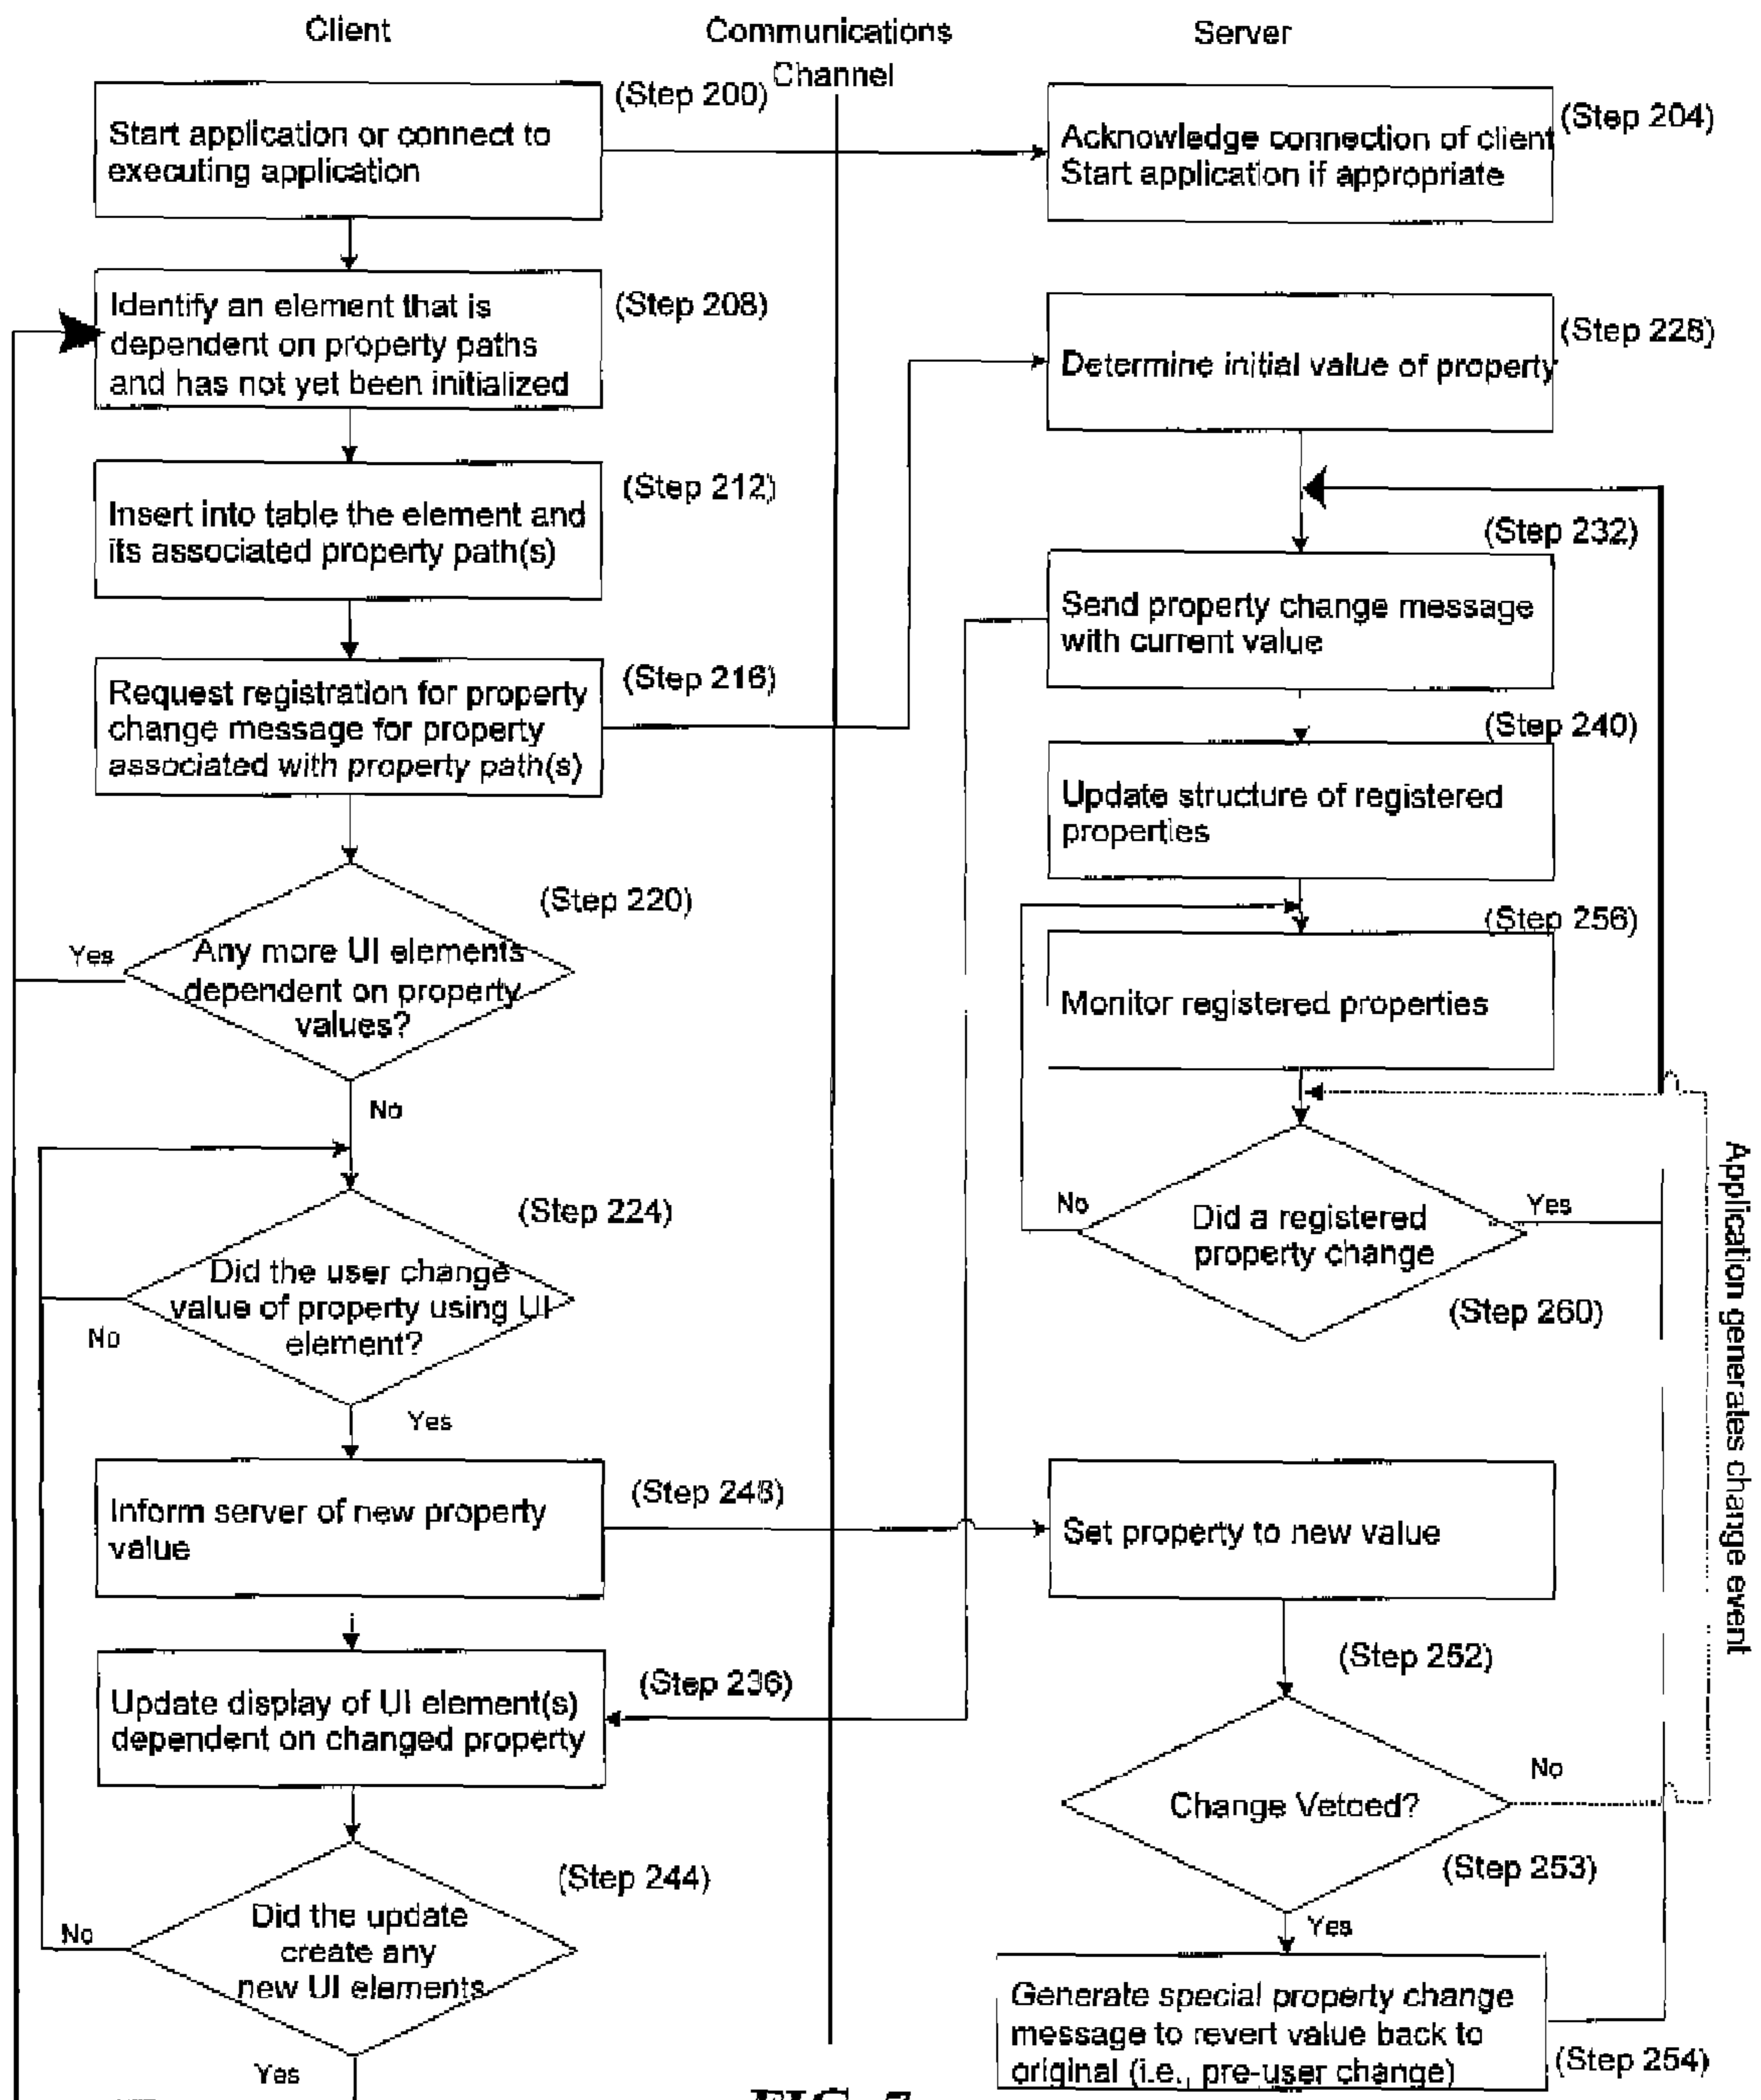 Client
Communications
Channel
Server
(Step 200)
Start application or connect to
executing application
(Step 204)
Acknowledge connection of client
Start application if appropriate
(Step 208)
Identify an element that is
dependent on property paths
and has not yet been initialized
(Step 228)
Determine initial value of property
(Step 212)
Insert into table the element and
its associated property path(s)
(Step 232)
Send property change message
with current value
(Step 216)
Request registration for property
change message for property
associated with property path(s)
(Step 240)
Update structure of registered
properties
(Step 220)
Any more UI elements
dependent on property
values?
Yes
No
(Step 256)
Monitor registered properties
(Step 224)
Did the user change
value of property using UI
element?
No
Yes
Did a registered
property change
No
Yes
(Step 260)
Application generates change event
(Step 248)
Inform server of new property
value
Set property to new value
(Step 252)
(Step 236)
Update display of UI element(s)
dependent on changed property
Change Vetoed?
No
(Step 253)
Yes
(Step 244)
Did the update
create any
new UI elements
No
Yes
Generate special property change
message to revert value back to
original (i.e., pre-user change)
(Step 254)